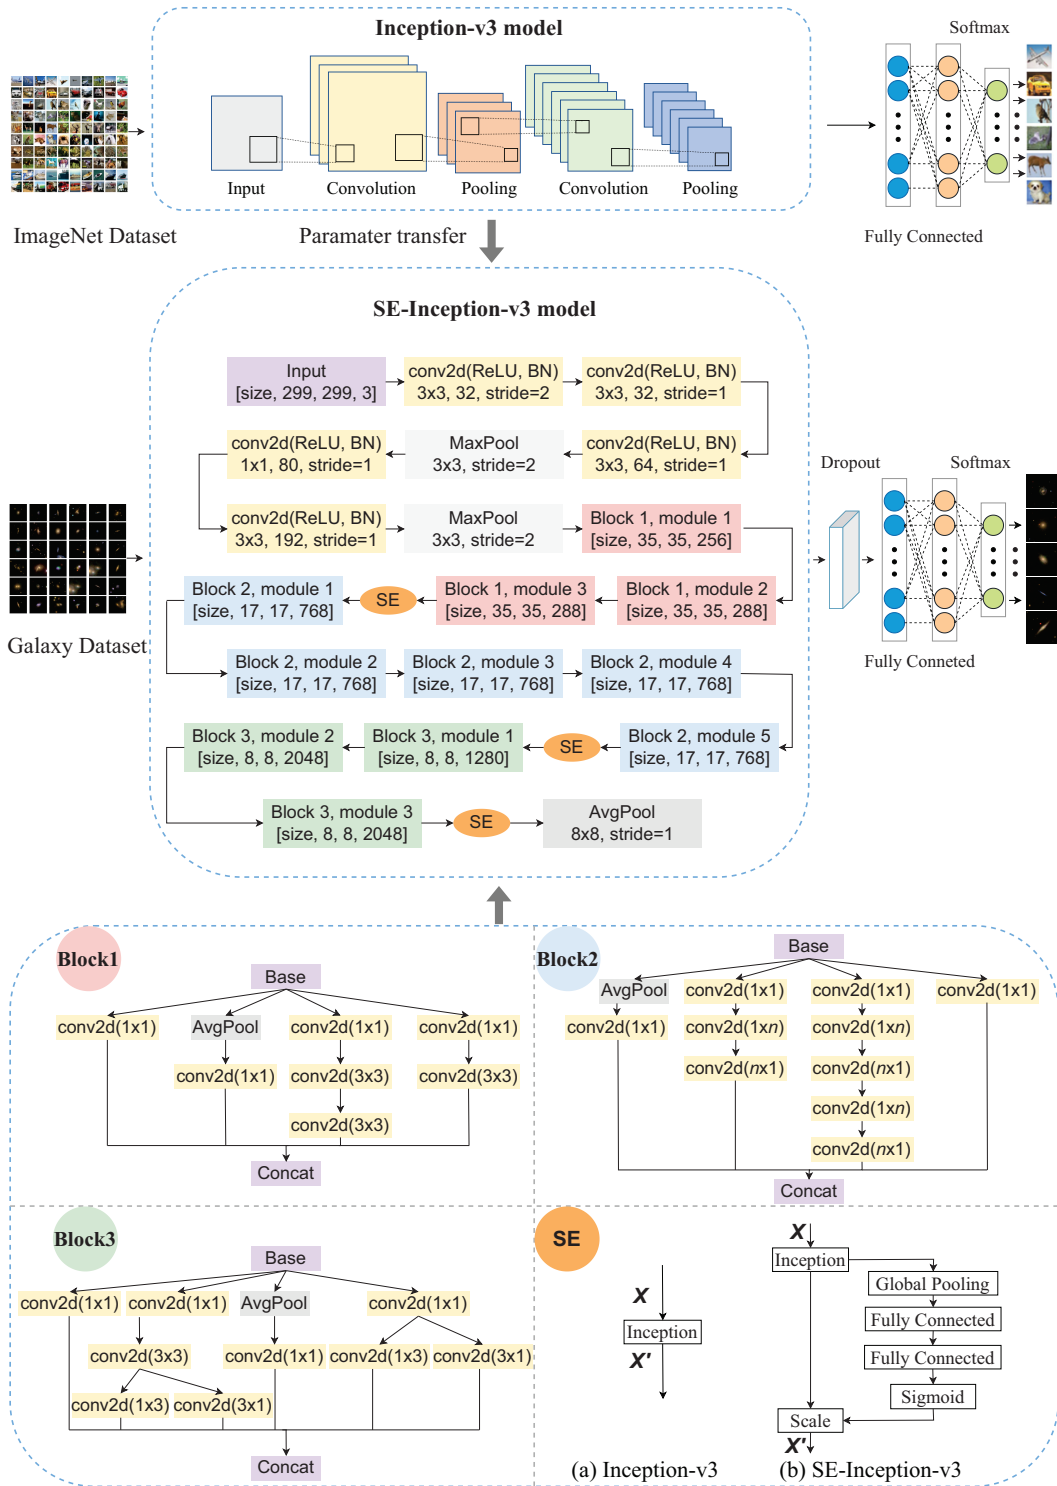 Inception-v3 model
Softmax
Input
Convolution
Pooling
Convolution
Pooling
ImageNet Dataset
Paramater transfer
Fully Connected
SE-Inception-v3 model
Input
[size, 299, 299, 3]
conv2d(ReLU, BN)
3x3, 32, stride=2
conv2d(ReLU, BN)
3x3, 32, stride=1
conv2d(ReLU, BN)
1x1, 80, stride=1
MaxPool
3x3, stride=2
conv2d(ReLU, BN)
3x3, 64, stride=1
Dropout
Softmax
conv2d(ReLU, BN)
3x3, 192, stride=1
MaxPool
3x3, stride=2
Block 1, module 1
[size, 35, 35, 256]
Block 2, module 1
[size, 17, 17, 768]
SE
Block 1, module 3
[size, 35, 35, 288]
Block 1, module 2
[size, 35, 35, 288]
Galaxy Dataset
Fully Conneted
Block 2, module 2
[size, 17, 17, 768]
Block 2, module 3
[size, 17, 17, 768]
Block 2, module 4
[size, 17, 17, 768]
Block 3, module 2
[size, 8, 8, 2048]
Block 3, module 1
[size, 8, 8, 1280]
SE
Block 2, module 5
[size, 17, 17, 768]
Block 3, module 3
[size, 8, 8, 2048]
SE
AvgPool
8x8, stride=1
Block1
Base
conv2d(1x1)
AvgPool
conv2d(1x1)
conv2d(1x1)
conv2d(1x1)
conv2d(3x3)
conv2d(3x3)
conv2d(3x3)
Concat
Block2
Base
AvgPool
conv2d(1x1)
conv2d(1x1)
conv2d(1x1)
conv2d(1x1)
conv2d(1xn)
conv2d(1xn)
conv2d(nx1)
conv2d(nx1)
conv2d(1xn)
conv2d(nx1)
Concat
Block3
Base
conv2d(1x1)
conv2d(1x1)
AvgPool
conv2d(1x1)
conv2d(3x3)
conv2d(1x1)
conv2d(1x3)
conv2d(3x1)
conv2d(1x3)
conv2d(3x1)
Concat
SE
X
Inception
X'
(a) Inception-v3
X
Inception
Global Pooling
Fully Connected
Fully Connected
Sigmoid
Scale
X'
(b) SE-Inception-v3